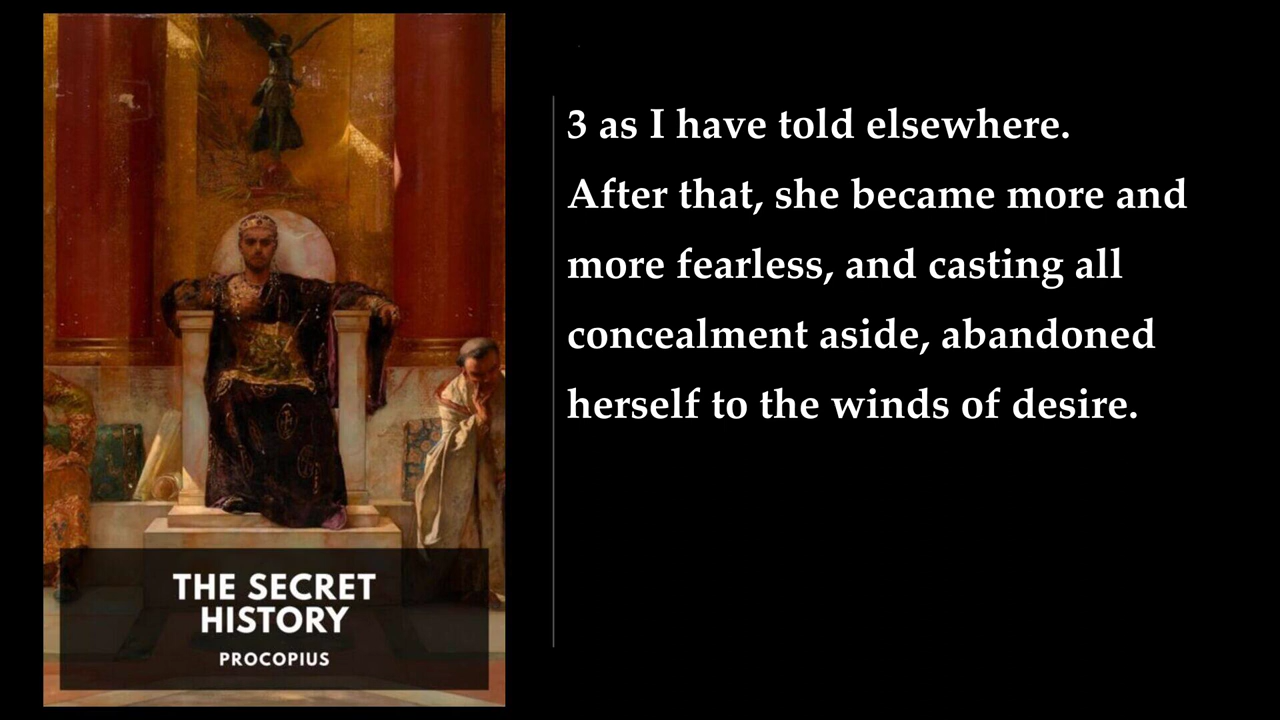 THE SECRET
HISTORY
PROCOPIUS
3 as I have told elsewhere.
After that, she became more and
more fearless, and casting all
concealment aside, abandoned
herself to the winds of desire.